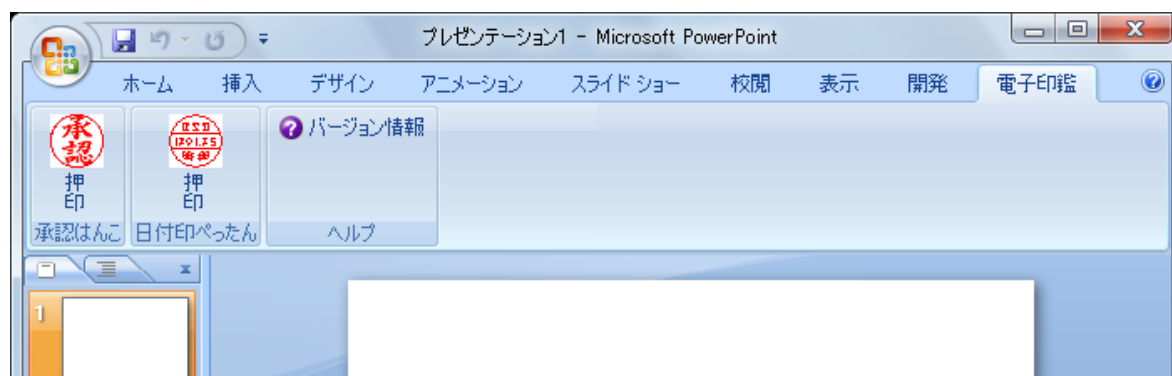 プレゼンテーション1 - Microsoft PowerPoint
ホーム 挿入 デザイン アニメーション スライド ショー 校閲 表示 開発 電子印鑑
承認
押
印
押
印
バージョン情報
承認はんこ 日付印ぺったん ヘルプ
1